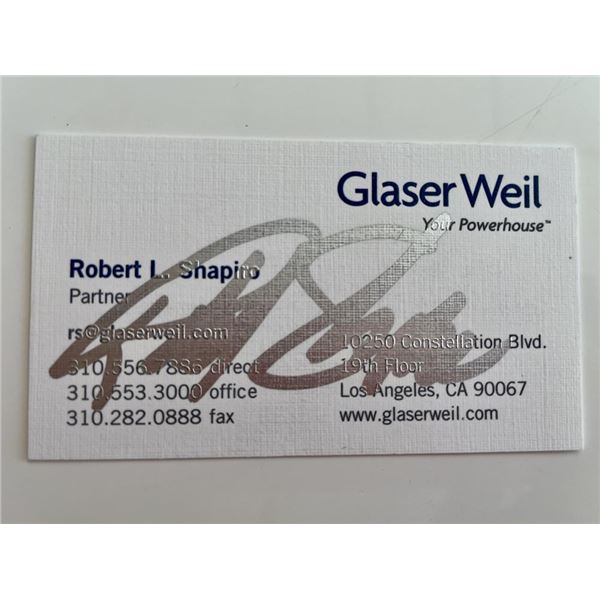 Glaser Weil
Your Powerhouse™
Robert L. Shapiro
Partner
rs@glaserweil.com
310.556.7886 direct
310.553.3000 office
310.282.0888 fax
10250 Constellation Blvd.
19th Floor
Los Angeles, CA 90067
www.glaserweil.com